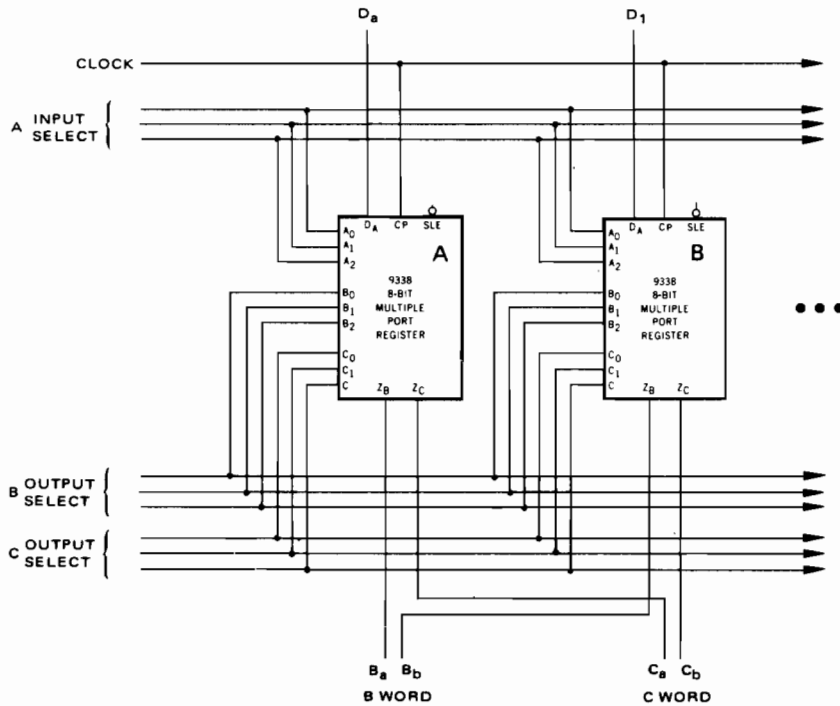 Da D1
CLOCK
A INPUT SELECT
DA CP SLE
A0
A1
A2
A
9338
8-BIT
MULTIPLE
PORT
REGISTER
B0
B1
B2
C0
C1
C
ZB ZC
DA CP SLE
A0
A1
A2
B
9338
8-BIT
MULTIPLE
PORT
REGISTER
B0
B1
B2
C0
C1
C
ZB ZC
B OUTPUT SELECT
C OUTPUT SELECT
Ba Bb Ca Cb
B WORD C WORD